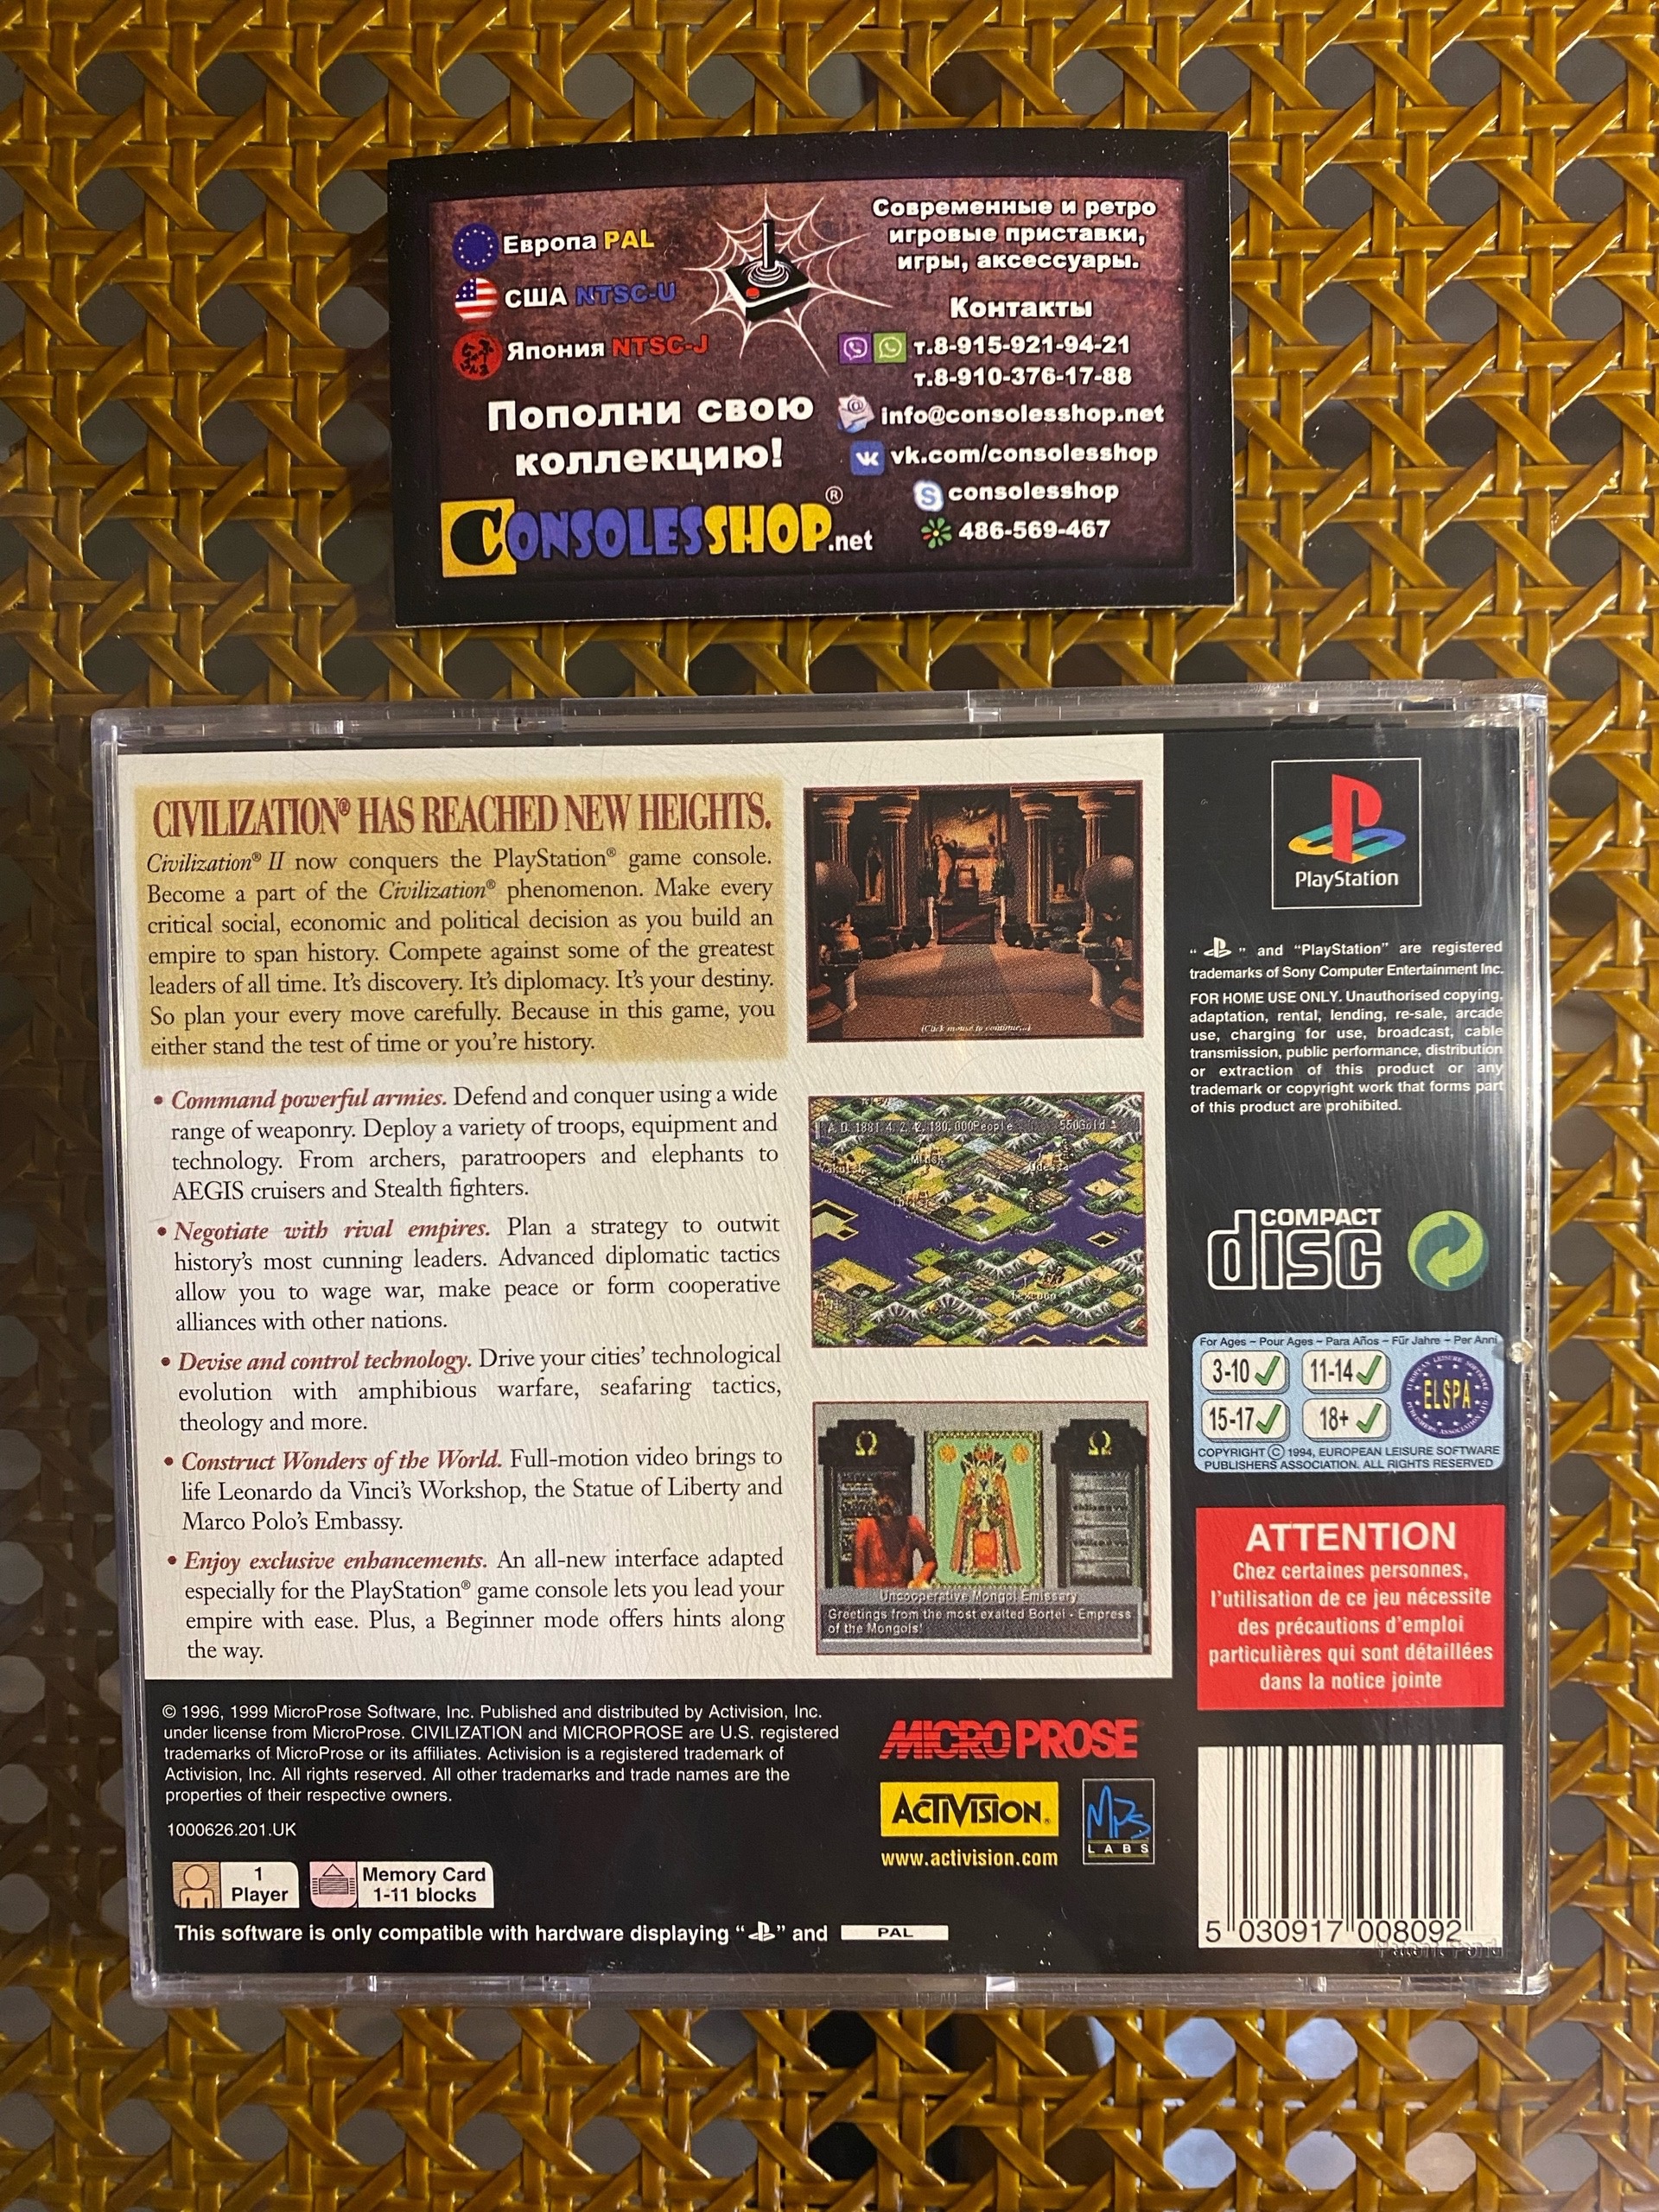 Европа PAL
США NTSC-U
Япония NTSC-J
Пополни свою
коллекцию!
CONSOLESSHOP.net
®
Современные и ретро
игровые приставки,
игры, аксессуары.
Контакты
т.8-915-921-94-21
т.8-910-376-17-88
info@consolesshop.net
vk.com/consolesshop
consolesshop
486-569-467
CIVILIZATION® HAS REACHED NEW HEIGHTS.
Civilization® II now conquers the PlayStation® game console.
Become a part of the Civilization® phenomenon. Make every
critical social, economic and political decision as you build an
empire to span history. Compete against some of the greatest
leaders of all time. It's discovery. It's diplomacy. It's your destiny.
So plan your every move carefully. Because in this game, you
either stand the test of time or you're history.
• Command powerful armies. Defend and conquer using a wide
range of weaponry. Deploy a variety of troops, equipment and
technology. From archers, paratroopers and elephants to
AEGIS cruisers and Stealth fighters.
• Negotiate with rival empires. Plan a strategy to outwit
history's most cunning leaders. Advanced diplomatic tactics
allow you to wage war, make peace or form cooperative
alliances with other nations.
• Devise and control technology. Drive your cities' technological
evolution with amphibious warfare, seafaring tactics,
theology and more.
• Construct Wonders of the World. Full-motion video brings to
life Leonardo da Vinci's Workshop, the Statue of Liberty and
Marco Polo's Embassy.
• Enjoy exclusive enhancements. An all-new interface adapted
especially for the PlayStation® game console lets you lead your
empire with ease. Plus, a Beginner mode offers hints along
the way.
(Click mouse to continue...)
A.D. 1881 4, 2, 42, 180, 000People 550Gold
Minsk
Odessa
Uncooperative Mongol Emissary
Greetings from the most exalted Bortei - Empress
of the Mongols!
PlayStation
" " and "PlayStation" are registered
trademarks of Sony Computer Entertainment Inc.
FOR HOME USE ONLY. Unauthorised copying,
adaptation, rental, lending, re-sale, arcade
use, charging for use, broadcast, cable
transmission, public performance, distribution
or extraction of this product or any
trademark or copyright work that forms part
of this product are prohibited.
COMPACT
disc
For Ages – Pour Ages – Para Años – Für Jahre – Per Anni
3-10 11-14
15-17 18+
ELSPA
COPYRIGHT © 1994, EUROPEAN LEISURE SOFTWARE
PUBLISHERS ASSOCIATION. ALL RIGHTS RESERVED
ATTENTION
Chez certaines personnes,
l'utilisation de ce jeu nécessite
des précautions d'emploi
particulières qui sont détaillées
dans la notice jointe
© 1996, 1999 MicroProse Software, Inc. Published and distributed by Activision, Inc.
under license from MicroProse. CIVILIZATION and MICROPROSE are U.S. registered
trademarks of MicroProse or its affiliates. Activision is a registered trademark of
Activision, Inc. All rights reserved. All other trademarks and trade names are the
properties of their respective owners.
1000626.201.UK
MICROPROSE
ACTIVISION.
www.activision.com
MPS
LABS
1
Player
Memory Card
1-11 blocks
This software is only compatible with hardware displaying " " and PAL
5 030917 008092